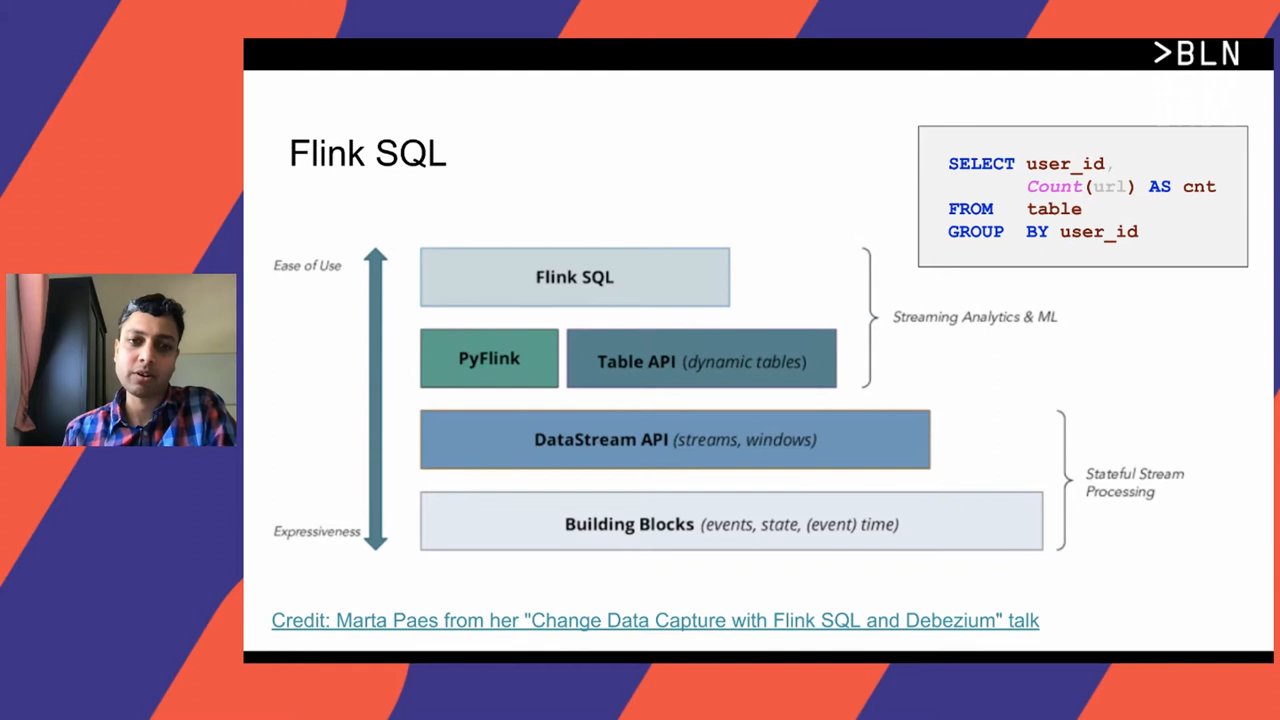 >BLN
Flink SQL
SELECT user_id,
Count(url) AS cnt
FROM table
GROUP BY user_id
Ease of Use
Flink SQL
PyFlink
Table API (dynamic tables)
Streaming Analytics & ML
DataStream API (streams, windows)
Stateful Stream
Processing
Building Blocks (events, state, (event) time)
Expressiveness
Credit: Marta Paes from her "Change Data Capture with Flink SQL and Debezium" talk